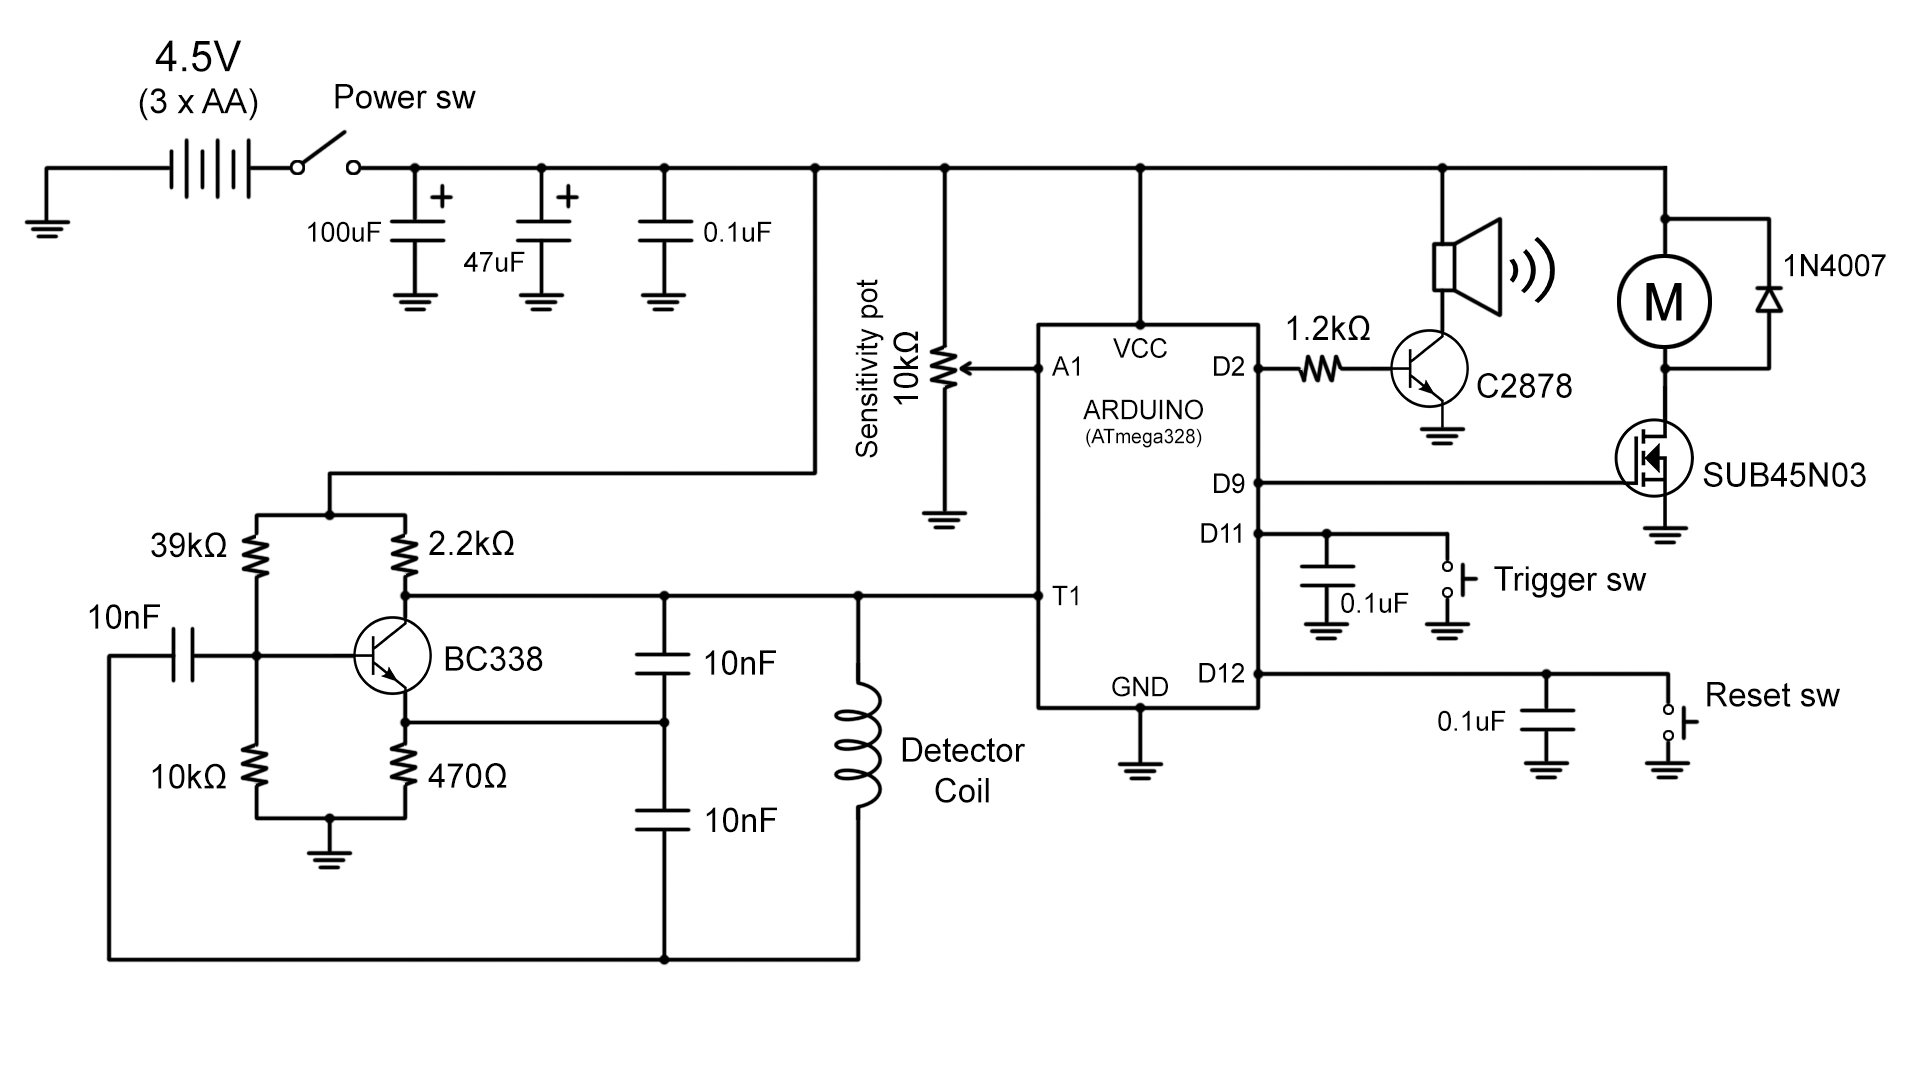 4.5V
(3 x AA)
Power sw
+
100uF
+
47uF
0.1uF
Sensitivity pot
10kΩ
A1
VCC
ARDUINO
(ATmega328)
D2
1.2kΩ
C2878
M
1N4007
D9
SUB45N03
D11
0.1uF
Trigger sw
T1
GND
D12
0.1uF
Reset sw
39kΩ
2.2kΩ
10nF
BC338
10nF
10kΩ
470Ω
10nF
Detector
Coil